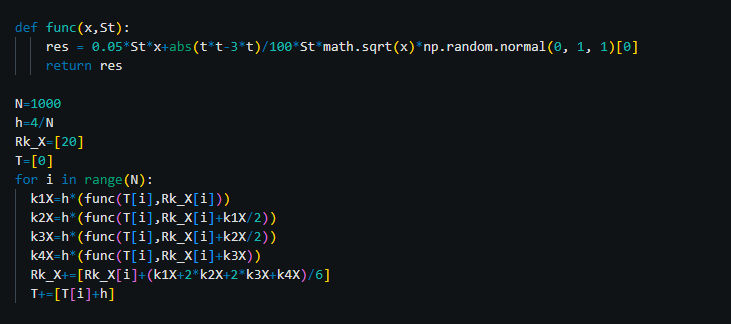 def func(x,St):
    res = 0.05*St*x+abs(t*t-3*t)/100*St*math.sqrt(x)*np.random.normal(0, 1, 1)[0]
    return res

N=1000
h=4/N
Rk_X=[20]
T=[0]
for i in range(N):
  k1X=h*(func(T[i],Rk_X[i]))
  k2X=h*(func(T[i],Rk_X[i]+k1X/2))
  k3X=h*(func(T[i],Rk_X[i]+k2X/2))
  k4X=h*(func(T[i],Rk_X[i]+k3X))
  Rk_X+=[Rk_X[i]+(k1X+2*k2X+2*k3X+k4X)/6]
  T+=[T[i]+h]